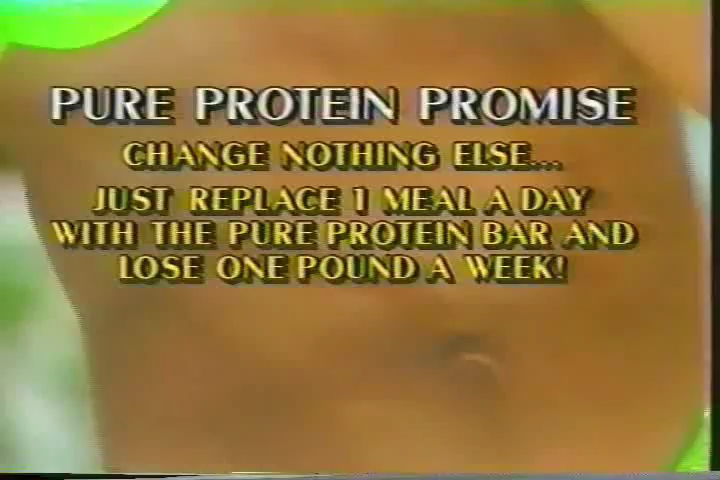 PURE PROTEIN PROMISE
CHANGE NOTHING ELSE...
JUST REPLACE 1 MEAL A DAY
WITH THE PURE PROTEIN BAR AND
LOSE ONE POUND A WEEK!